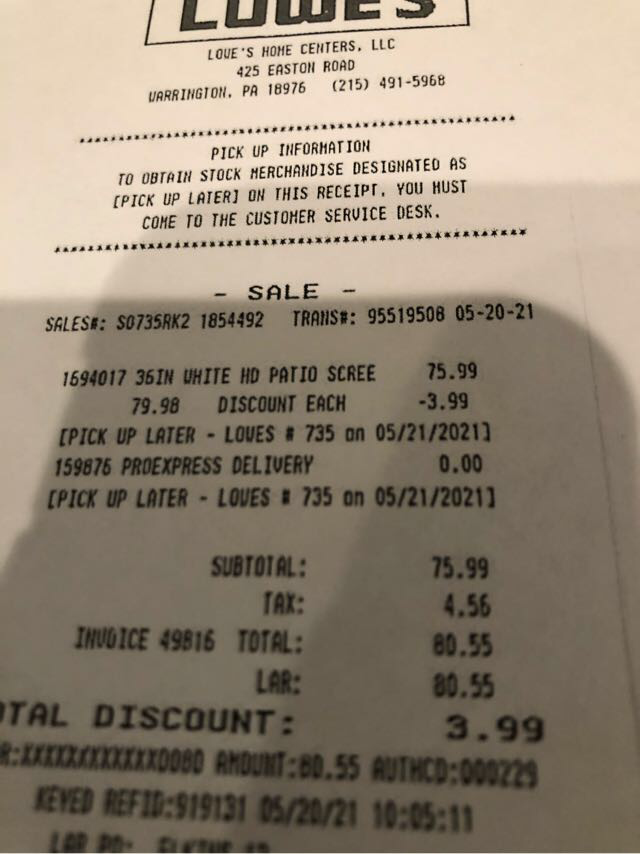 LOWE'S
LOWE'S HOME CENTERS, LLC
425 EASTON ROAD
WARRINGTON, PA 18976 (215) 491-5968
PICK UP INFORMATION
TO OBTAIN STOCK MERCHANDISE DESIGNATED AS
[PICK UP LATER] ON THIS RECEIPT, YOU MUST
COME TO THE CUSTOMER SERVICE DESK.
- SALE -
SALES#: S0735RK2 1854492 TRANS#: 95519508 05-20-21
1694017 36IN WHITE HD PATIO SCREE 75.99
79.98 DISCOUNT EACH -3.99
[PICK UP LATER - LOWES # 735 on 05/21/2021]
159876 PROEXPRESS DELIVERY 0.00
[PICK UP LATER - LOWES # 735 on 05/21/2021]
SUBTOTAL: 75.99
TAX: 4.56
INVOICE 49816 TOTAL: 80.55
LAR: 80.55
OTAL DISCOUNT: 3.99
R:XXXXXXXXXXXX0080 AMOUNT:80.55 AUTHCD:000229
KEYED REFID:919131 05/20/21 10:05:11
LAR PO: